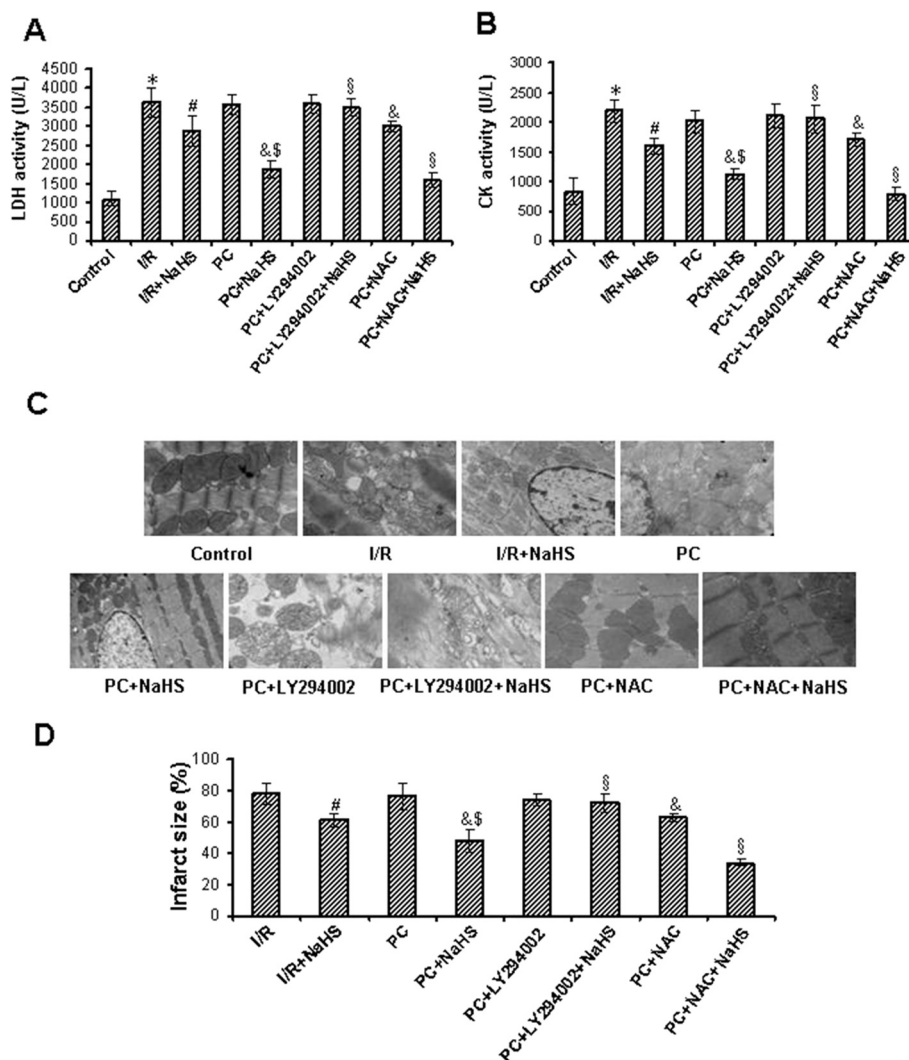 A
LDH activity (U/L)
4500
4000
3500
3000
2500
2000
1500
1000
500
0
*
#
&$
§
&
§
Control
I/R
I/R+NaHS
PC
PC+NaHS
PC+LY294002
PC+LY294002+NaHS
PC+NAC
PC+NAC+NaHS
B
CK activity (U/L)
3000
2500
2000
1500
1000
500
0
*
#
&$
§
&
§
Control
I/R
I/R+NaHS
PC
PC+NaHS
PC+LY294002
PC+LY294002+NaHS
PC+NAC
PC+NAC+NaHS
C
Control
I/R
I/R+NaHS
PC
PC+NaHS
PC+LY294002
PC+LY294002+NaHS
PC+NAC
PC+NAC+NaHS
D
Infarct size (%)
100
80
60
40
20
0
#
&$
§
&
§
I/R
I/R+NaHS
PC
PC+NaHS
PC+LY294002
PC+LY294002+NaHS
PC+NAC
PC+NAC+NaHS